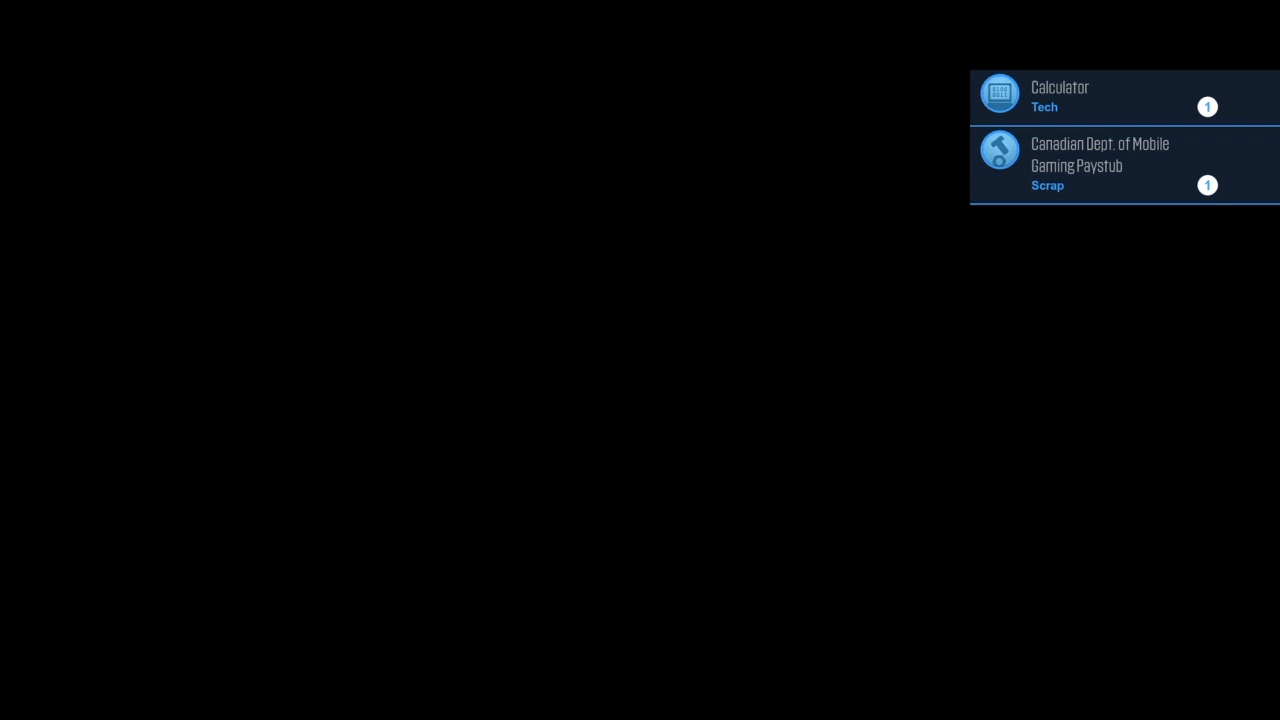 Calculator
Tech
1
Canadian Dept. of Mobile
Gaming Paystub
Scrap
1